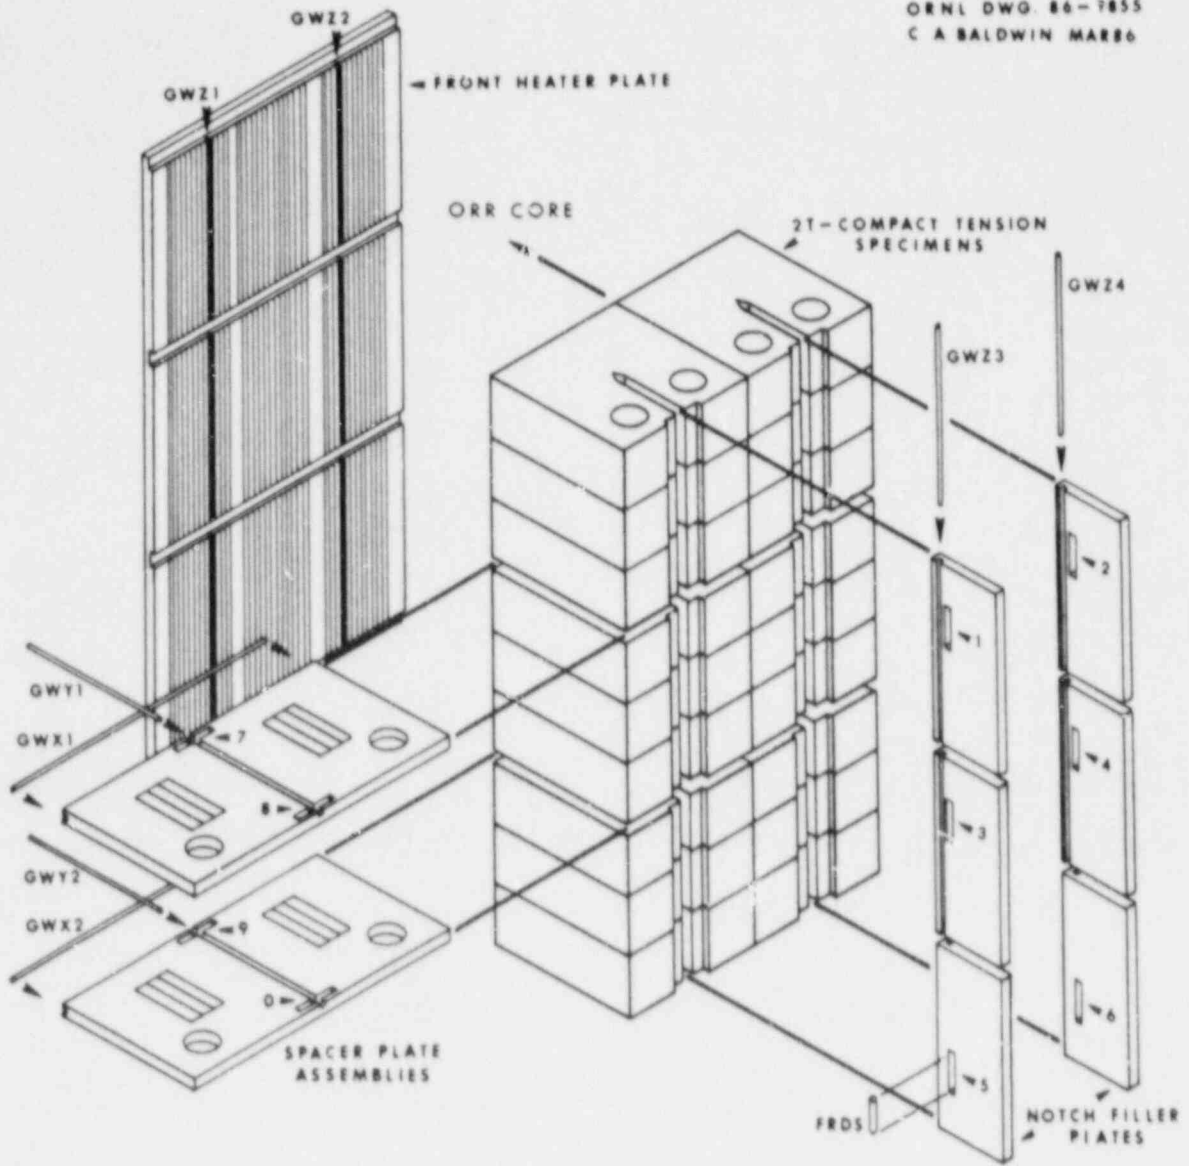 ORNL DWG. 86-7855
C A BALDWIN MAR86
GWZ2
GWZ1
FRONT HEATER PLATE
ORR CORE
2T-COMPACT TENSION
SPECIMENS
GWZ4
GWZ3
2
1
GWY1
GWX1
7
4
8
3
GWY2
GWX2
9
0
6
5
SPACER PLATE
ASSEMBLIES
FRDS
NOTCH FILLER
PLATES